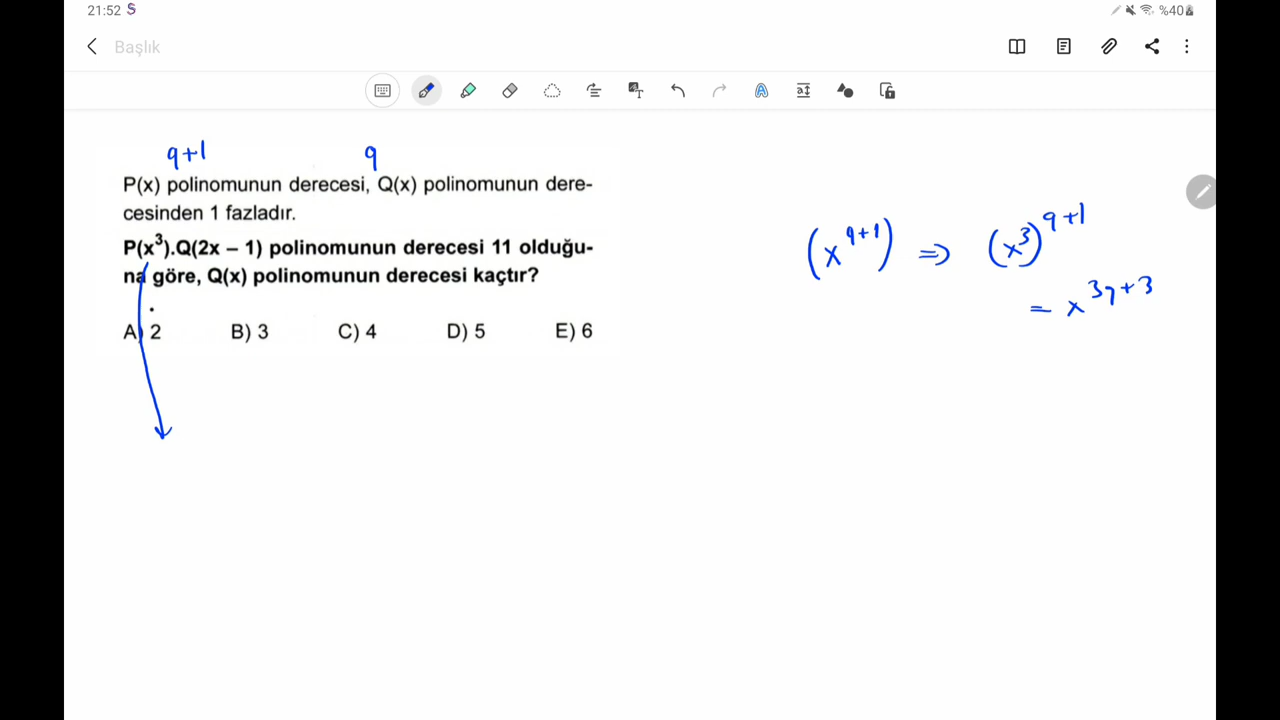 21:52 S %40
Başlık
q+1 q
P(x) polinomunun derecesi, Q(x) polinomunun dere-
cesinden 1 fazladır.
P(x³).Q(2x – 1) polinomunun derecesi 11 olduğu-
na göre, Q(x) polinomunun derecesi kaçtır?
A) 2 B) 3 C) 4 D) 5 E) 6
(x^{q+1}) ⇒ (x³)^{q+1}
= x^{3q+3}